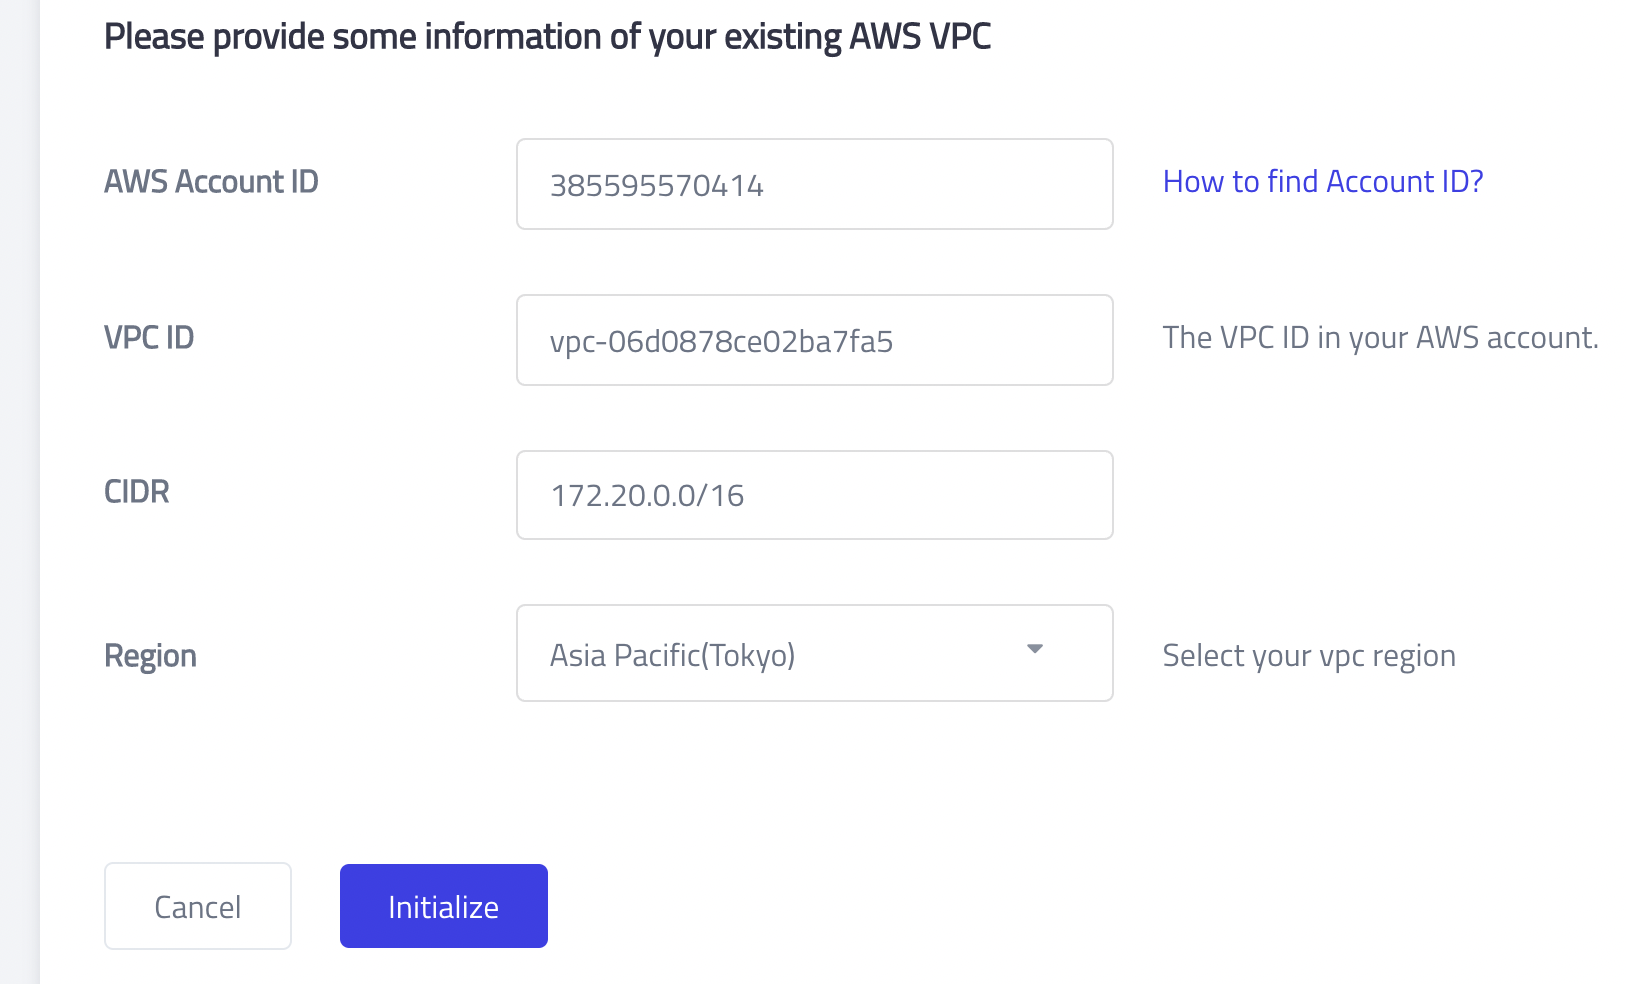 Please provide some information of your existing AWS VPC
AWS Account ID
385595570414
How to find Account ID?
VPC ID
vpc-06d0878ce02ba7fa5
The VPC ID in your AWS account.
CIDR
172.20.0.0/16
Region
Asia Pacific(Tokyo)
Select your vpc region
Cancel
Initialize